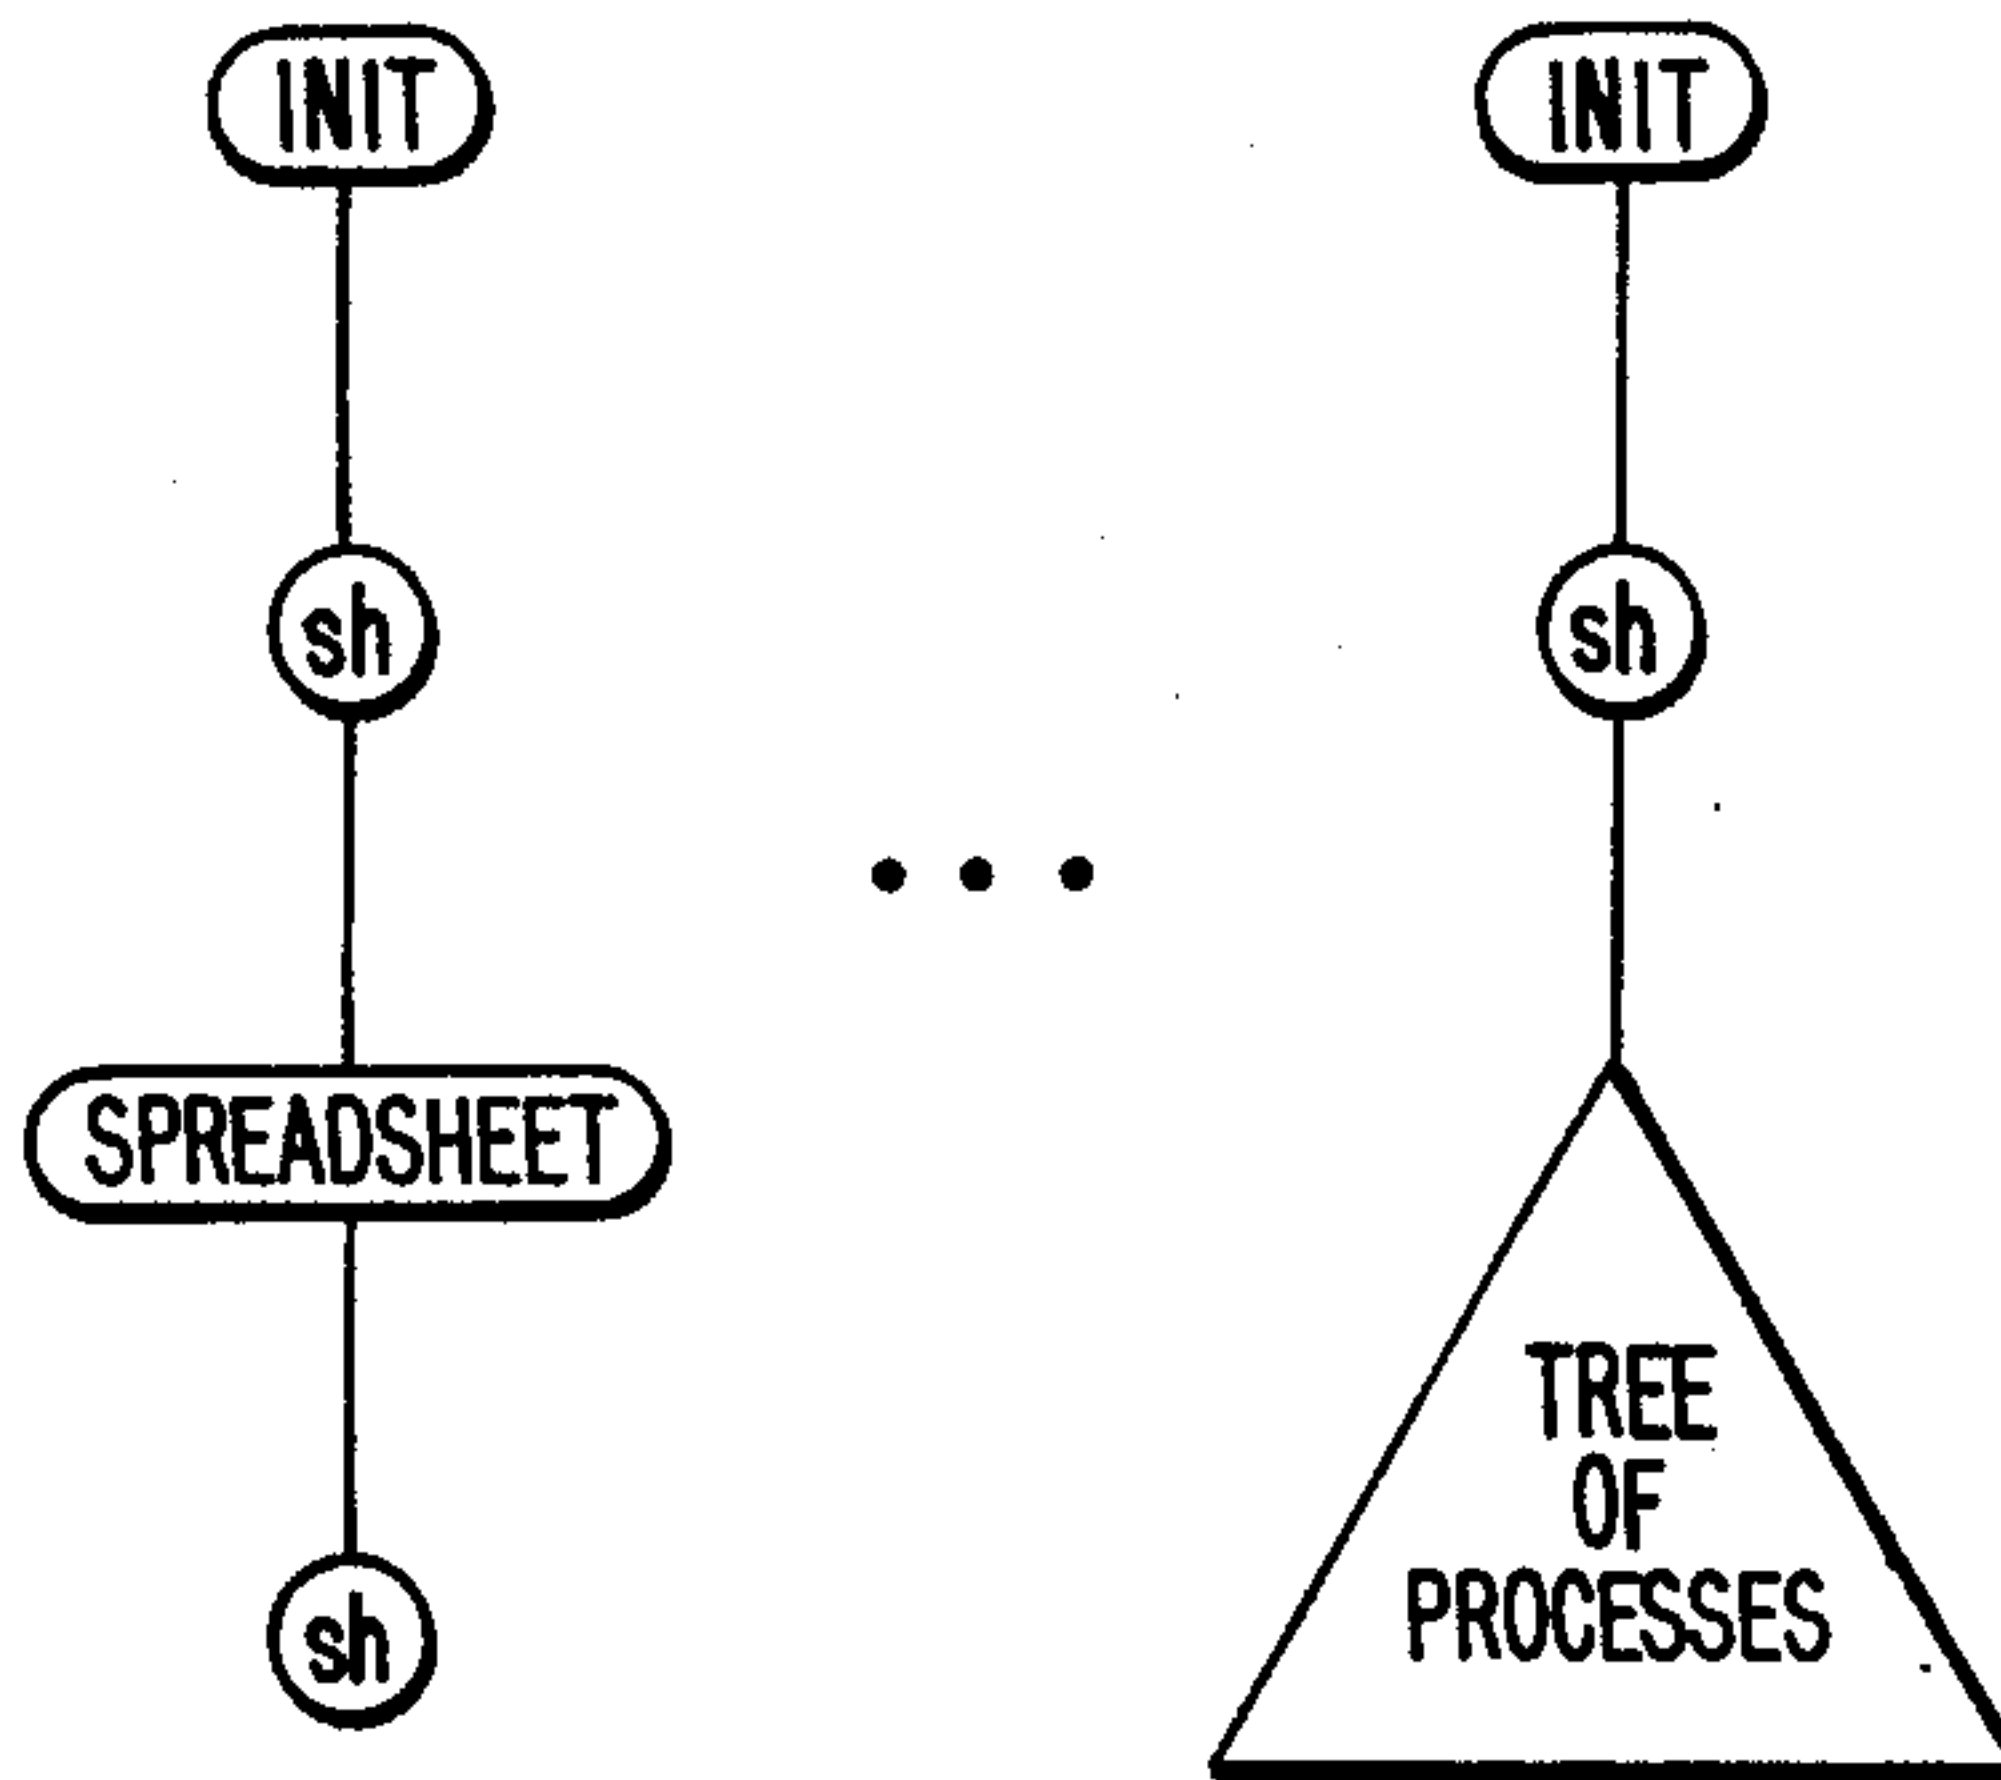 INIT
sh
SPREADSHEET
sh
INIT
sh
TREE
OF
PROCESSES